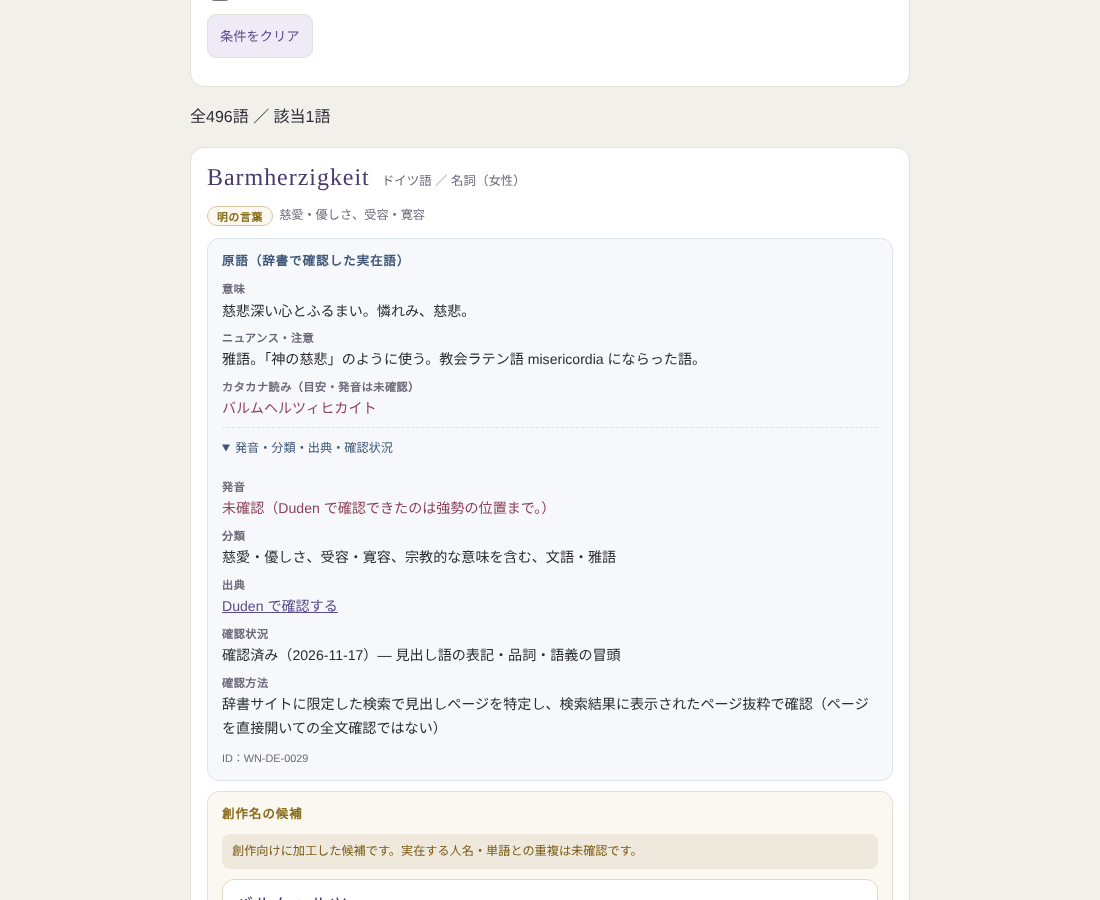 条件をクリア
全496語 ／ 該当1語
Barmherzigkeit ドイツ語 ／ 名詞（女性）
明の言葉 慈愛・優しさ、受容・寛容
原語（辞書で確認した実在語）
意味
慈悲深い心とふるまい。憐れみ、慈悲。
ニュアンス・注意
雅語。「神の慈悲」のように使う。教会ラテン語 misericordia にならった語。
カタカナ読み（目安・発音は未確認）
バルムヘルツィヒカイト
▼ 発音・分類・出典・確認状況
発音
未確認（Duden で確認できたのは強勢の位置まで。）
分類
慈愛・優しさ、受容・寛容、宗教的な意味を含む、文語・雅語
出典
Duden で確認する
確認状況
確認済み（2026-11-17）— 見出し語の表記・品詞・語義の冒頭
確認方法
辞書サイトに限定した検索で見出しページを特定し、検索結果に表示されたページ抜粋で確認（ページ
を直接開いての全文確認ではない）
ID：WN-DE-0029
創作名の候補
創作向けに加工した候補です。実在する人名・単語との重複は未確認です。